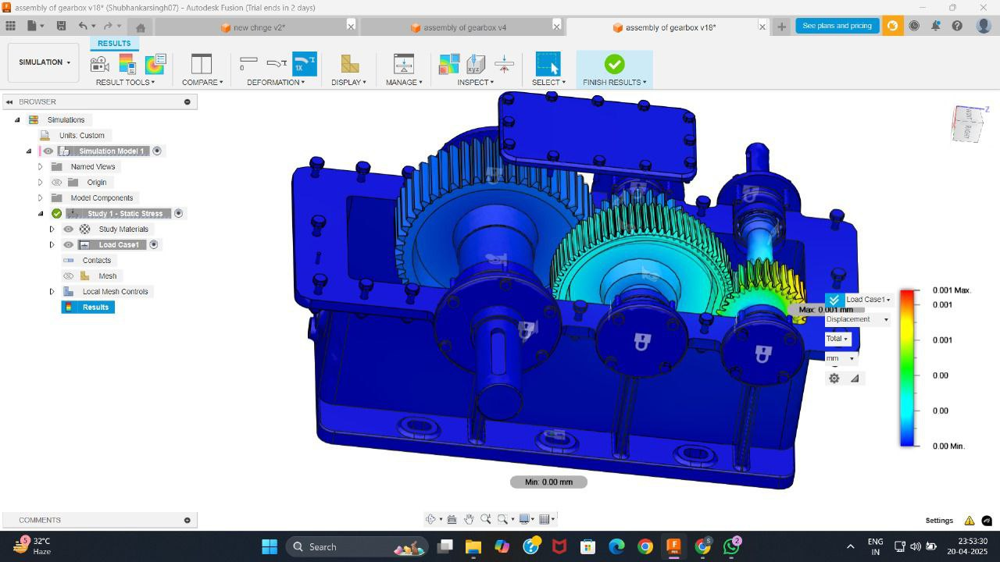 assembly of gearbox v18* (Shubhankarsingh07) - Autodesk Fusion (Trial ends in 2 days)
new chnge v2*
assembly of gearbox v4
assembly of gearbox v18*
See plans and pricing
RESULTS
SIMULATION
1X
RESULT TOOLS
COMPARE
DEFORMATION
DISPLAY
MANAGE
INSPECT
SELECT
FINISH RESULTS
BROWSER
Simulations
Units: Custom
Simulation Model 1
Named Views
Origin
Model Components
Study 1 - Static Stress
Study Materials
Load Case1
Contacts
Mesh
Local Mesh Controls
Results
RIGHT
Z
Max: 0.001 mm
Load Case1
Displacement
Total
mm
0.001 Max.
0.001
0.001
0.00
0.00
0.00 Min.
Min: 0.00 mm
COMMENTS
Settings
5
32°C
Haze
Search
S
2
ENG
IN
23:53:30
20-04-2025